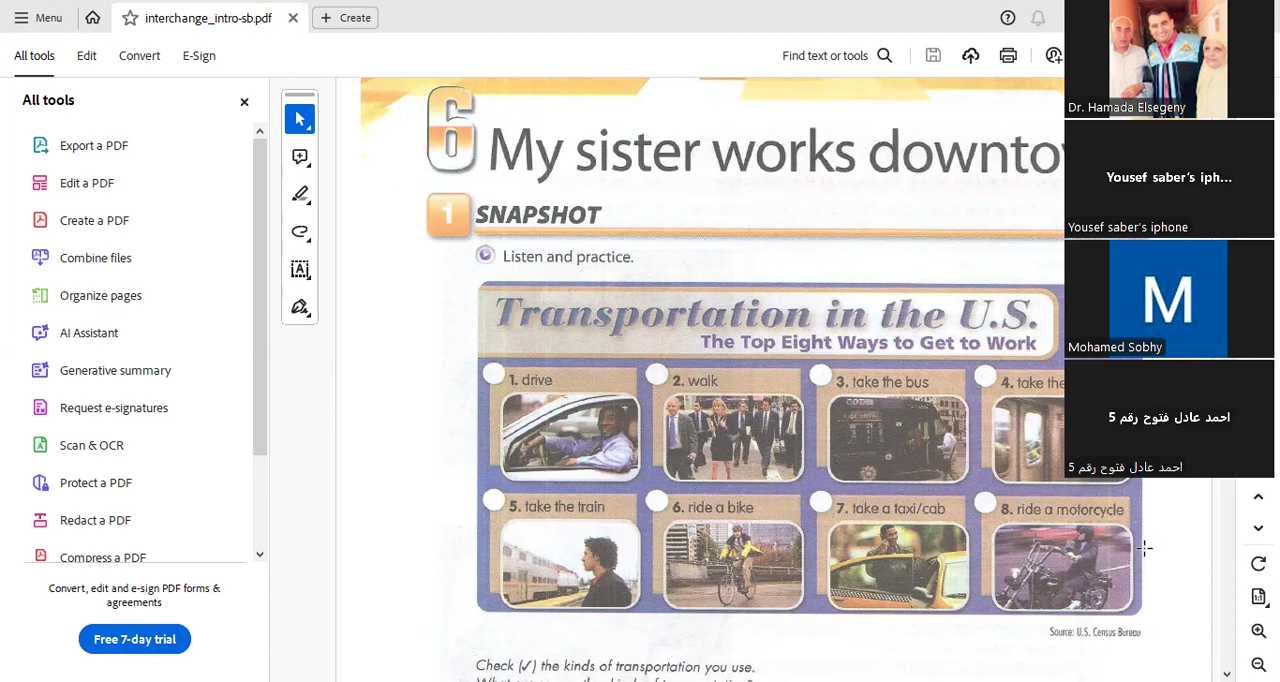 Menu
interchange_intro-sb.pdf
Create
All tools
Edit
Convert
E-Sign
Find text or tools
All tools
Export a PDF
Edit a PDF
Create a PDF
Combine files
Organize pages
AI Assistant
Generative summary
Request e-signatures
Scan & OCR
Protect a PDF
Redact a PDF
Compress a PDF
Convert, edit and e-sign PDF forms &
agreements
Free 7-day trial
6 My sister works downto
1 SNAPSHOT
Listen and practice.
Transportation in the U.S.
The Top Eight Ways to Get to Work
1. drive
2. walk
3. take the bus
4. take the
5. take the train
6. ride a bike
7. take a taxi/cab
8. ride a motorcycle
Source: U.S. Census Bureau
Check (✓) the kinds of transportation you use.
Dr. Hamada Elsegeny
Yousef saber's iph...
Yousef saber's iphone
M
Mohamed Sobhy
احمد عادل فتوح رقم 5
احمد عادل فتوح رقم 5